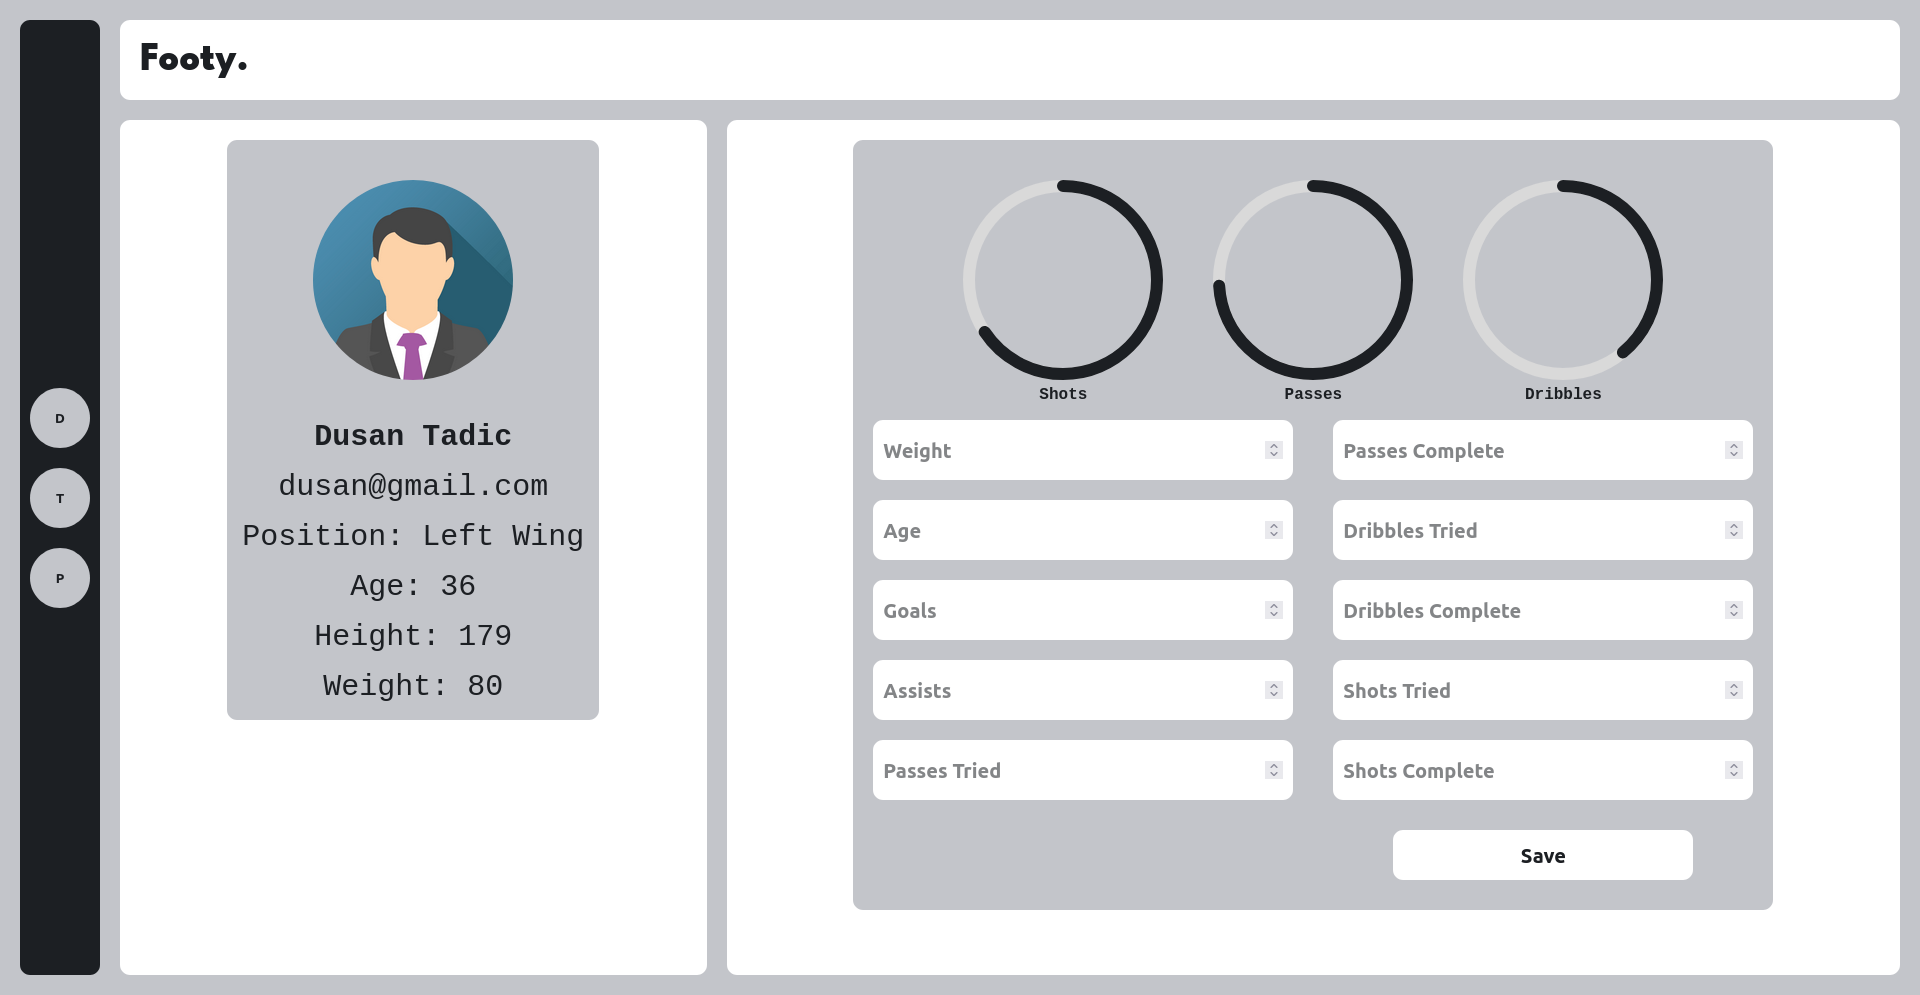 Footy.
D
T
P
Dusan Tadic
dusan@gmail.com
Position: Left Wing
Age: 36
Height: 179
Weight: 80
Shots
Passes
Dribbles
Weight
Passes Complete
Age
Dribbles Tried
Goals
Dribbles Complete
Assists
Shots Tried
Passes Tried
Shots Complete
Save